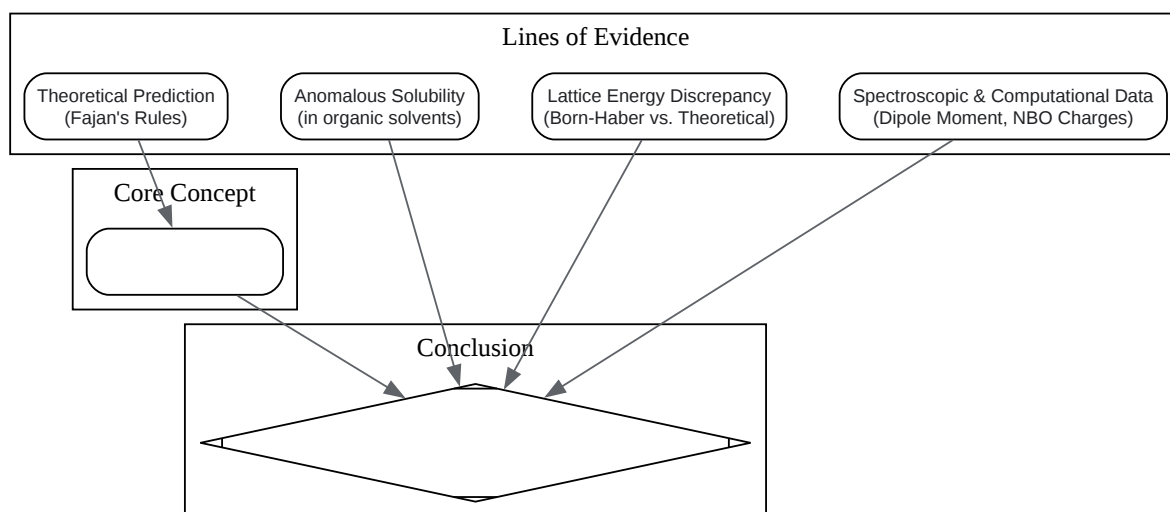 Lines of Evidence
Theoretical Prediction
(Fajan's Rules)
Anomalous Solubility
(in organic solvents)
Lattice Energy Discrepancy
(Born-Haber vs. Theoretical)
Spectroscopic & Computational Data
(Dipole Moment, NBO Charges)
Core Concept
Conclusion